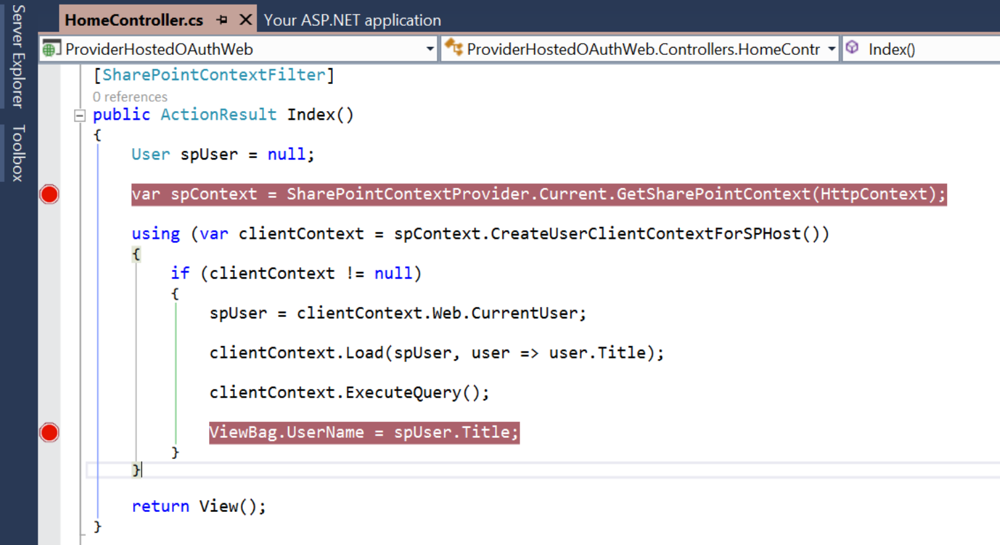 Server Explorer
Toolbox
HomeController.cs
Your ASP.NET application
ProviderHostedOAuthWeb
ProviderHostedOAuthWeb.Controllers.HomeContr
Index()
[SharePointContextFilter]
0 references
public ActionResult Index()
{
User spUser = null;
var spContext = SharePointContextProvider.Current.GetSharePointContext(HttpContext);
using (var clientContext = spContext.CreateUserClientContextForSPHost())
{
if (clientContext != null)
{
spUser = clientContext.Web.CurrentUser;
clientContext.Load(spUser, user => user.Title);
clientContext.ExecuteQuery();
ViewBag.UserName = spUser.Title;
}
}
return View();
}